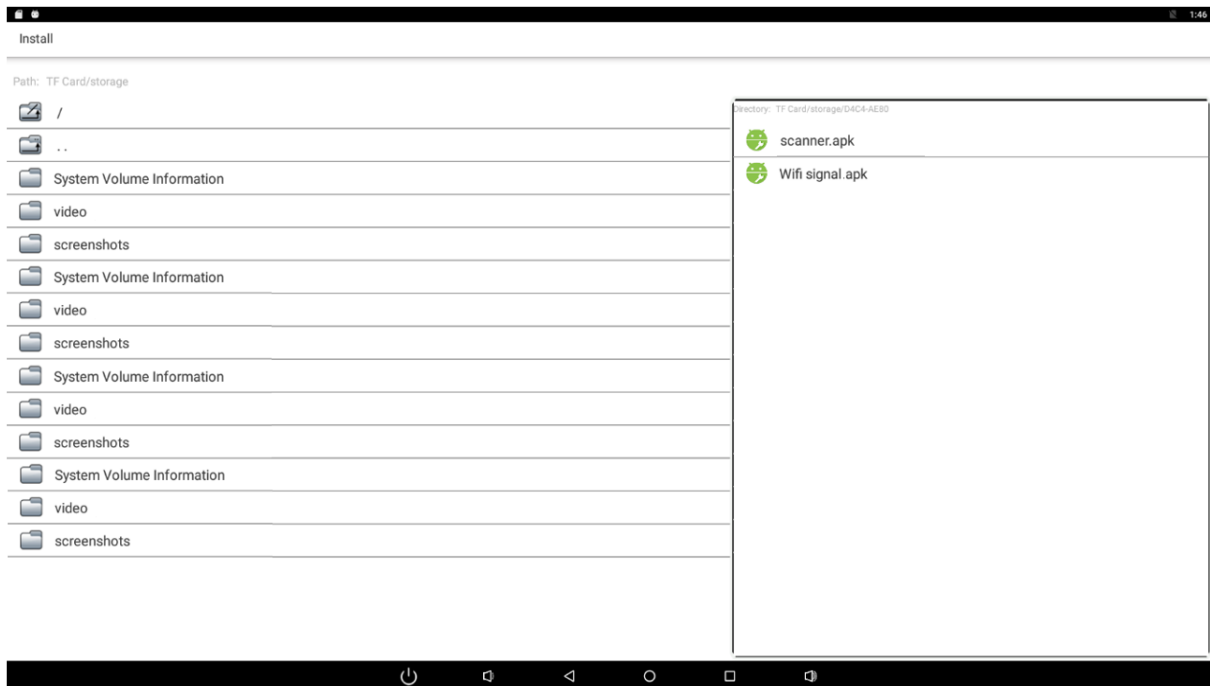 1:46
Install
Path: TF Card/storage
/
. .
System Volume Information
video
screenshots
System Volume Information
video
screenshots
System Volume Information
video
screenshots
System Volume Information
video
screenshots
Directory: TF Card/storage/D4C4-AE80
scanner.apk
Wifi signal.apk